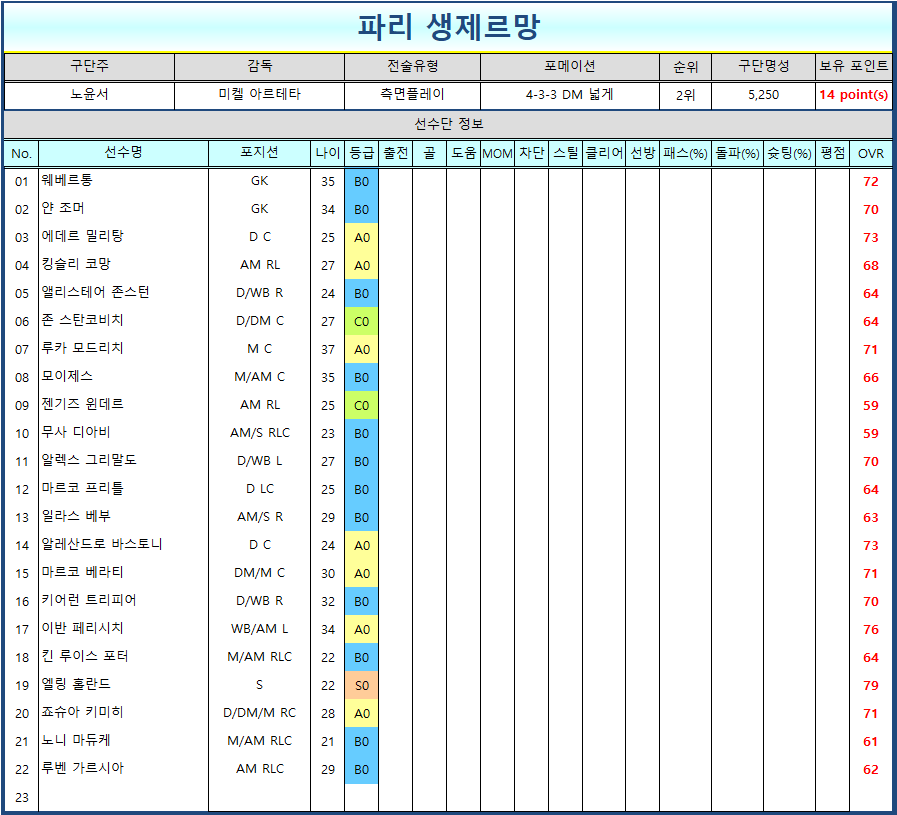 파리 생제르망
구단주 감독 전술유형 포메이션 순위 구단명성 보유 포인트
노윤서 미켈 아르테타 측면플레이 4-3-3 DM 넓게 2위 5,250 14 point(s)
선수단 정보
No. 선수명 포지션 나이 등급 출전 골 도움 MOM 차단 스틸 클리어 선방 패스(%) 돌파(%) 슛팅(%) 평점 OVR
01 웨베르통 GK 35 B0 72
02 얀 조머 GK 34 B0 70
03 에데르 밀리탕 D C 25 A0 73
04 킹슬리 코망 AM RL 27 A0 68
05 앨리스테어 존스턴 D/WB R 24 B0 64
06 존 스탄코비치 D/DM C 27 C0 64
07 루카 모드리치 M C 37 A0 71
08 모이제스 M/AM C 35 B0 66
09 젠기즈 윈데르 AM RL 25 C0 59
10 무사 디아비 AM/S RLC 23 B0 59
11 알렉스 그리말도 D/WB L 27 B0 70
12 마르코 프리틀 D LC 25 B0 64
13 일라스 베부 AM/S R 29 B0 63
14 알레산드로 바스토니 D C 24 A0 73
15 마르코 베라티 DM/M C 30 A0 71
16 키어런 트리피어 D/WB R 32 B0 70
17 이반 페리시치 WB/AM L 34 A0 76
18 킨 루이스 포터 M/AM RLC 22 B0 64
19 엘링 홀란드 S 22 S0 79
20 죠슈아 키미히 D/DM/M RC 28 A0 71
21 노니 마듀케 M/AM RLC 21 B0 61
22 루벤 가르시아 AM RLC 29 B0 62
23